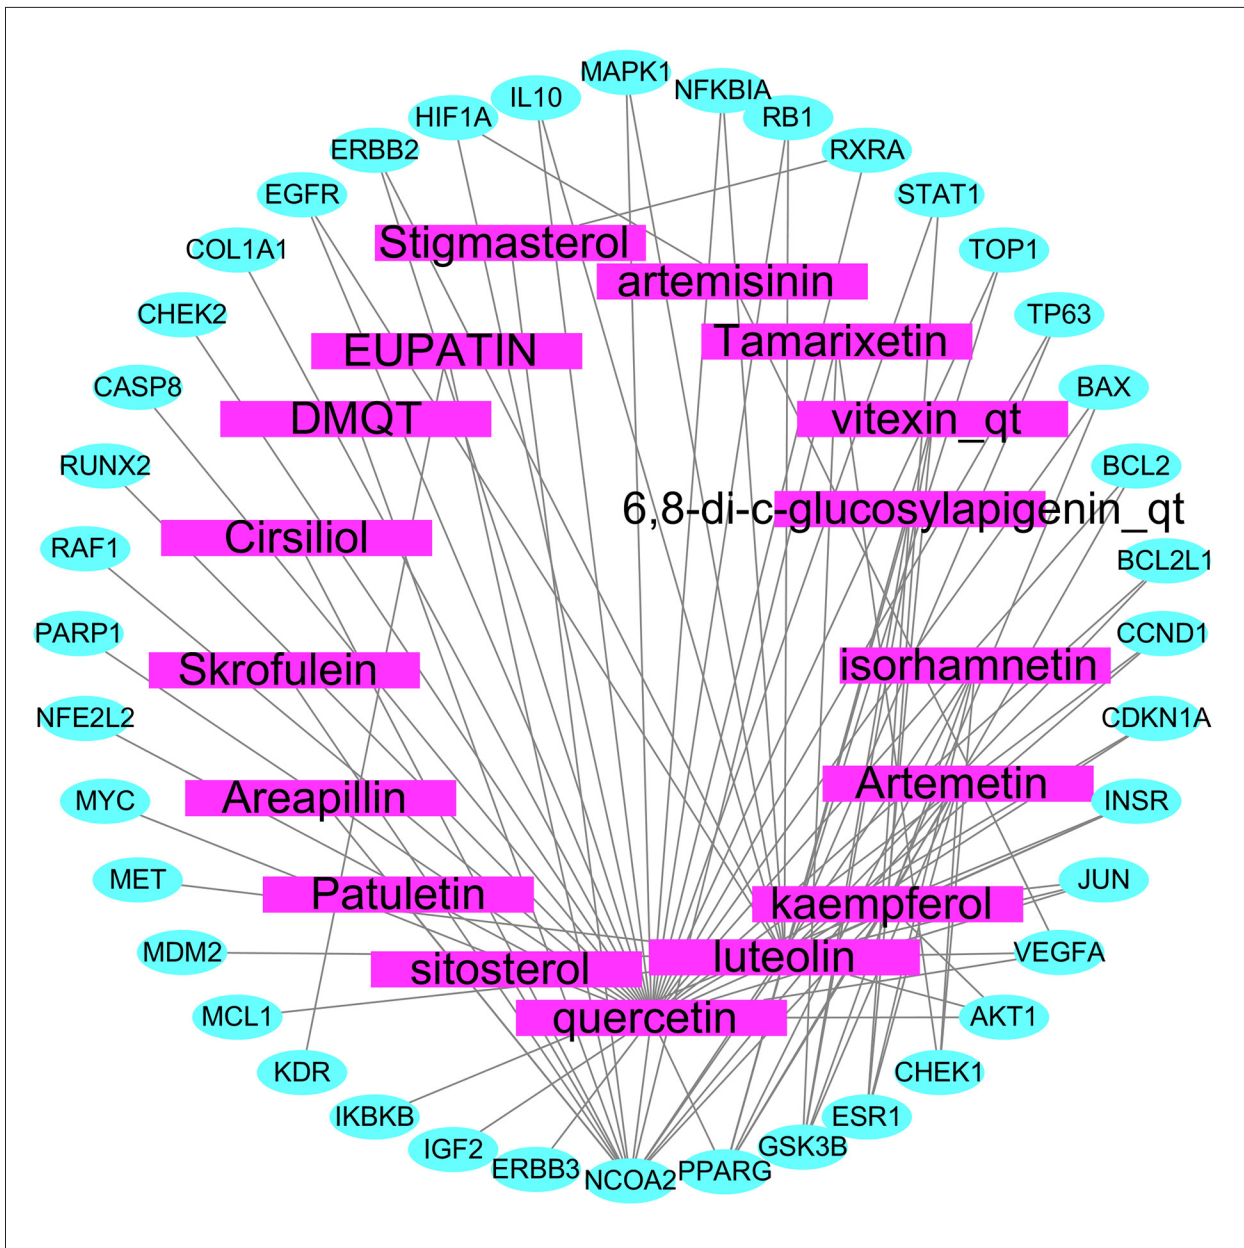 MAPK1
NFKBIA
IL10
RB1
HIF1A
RXRA
ERBB2
STAT1
EGFR
Stigmasterol
TOP1
COL1A1
artemisinin
CHEK2
TP63
Tamarixetin
EUPATIN
CASP8
BAX
DMQT
vitexin_qt
RUNX2
BCL2
6,8-di-c-glucosylapigenin_qt
Cirsiliol
RAF1
BCL2L1
PARP1
CCND1
Skrofulein
isorhamnetin
NFE2L2
CDKN1A
Areapillin
Artemetin
MYC
INSR
MET
Patuletin
kaempferol
JUN
MDM2
sitosterol
luteolin
VEGFA
MCL1
quercetin
AKT1
KDR
CHEK1
IKBKB
ESR1
IGF2
GSK3B
ERBB3
NCOA2
PPARG